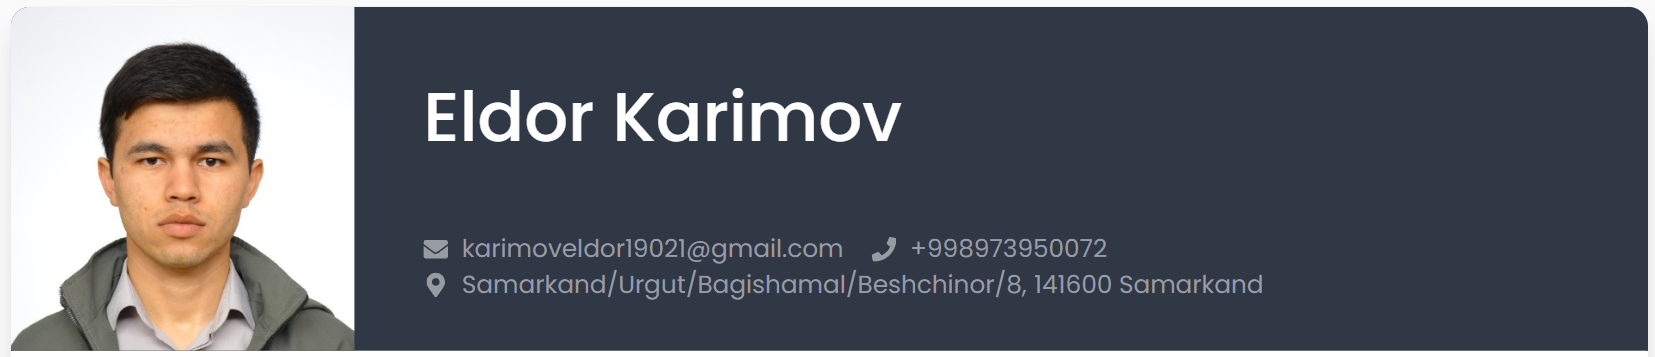 Eldor Karimov
karimoveldor19021@gmail.com +998973950072
Samarkand/Urgut/Bagishamal/Beshchinor/8, 141600 Samarkand